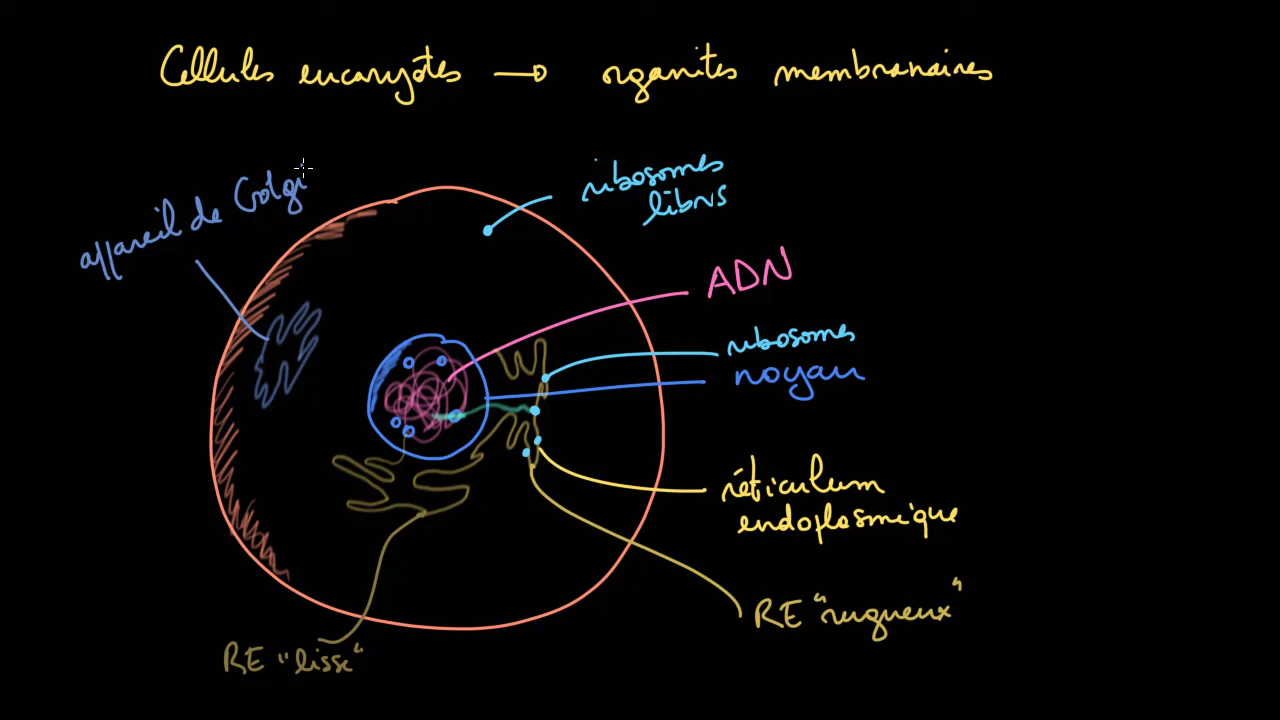 Cellules eucaryotes → organites membranaires
appareil de Golgi
ribosomes
libres
ADN
ribosomes
noyau
réticulum
endoplasmique
RE "rugueux"
RE "lisse"